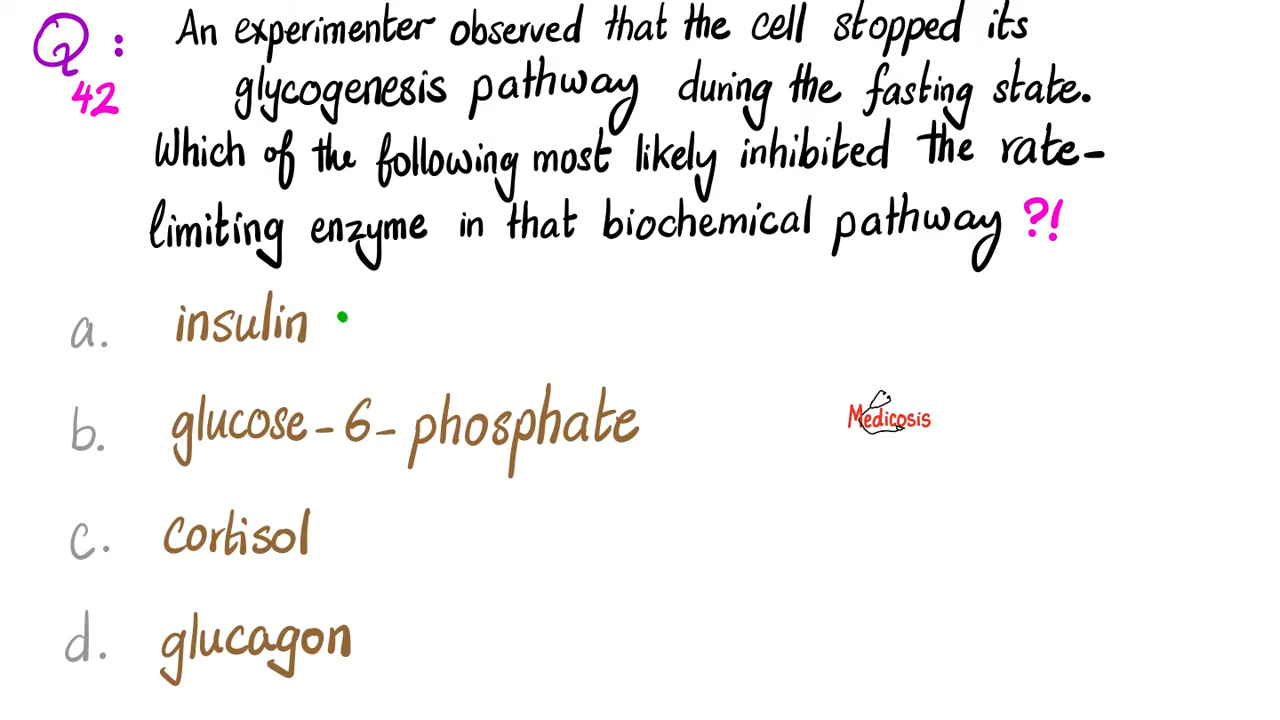 Q : An experimenter observed that the cell stopped its
42 glycogenesis pathway during the fasting state.
Which of the following most likely inhibited the rate-
limiting enzyme in that biochemical pathway ?!
a. insulin
b. glucose-6-phosphate
Medicosis
c. cortisol
d. glucagon